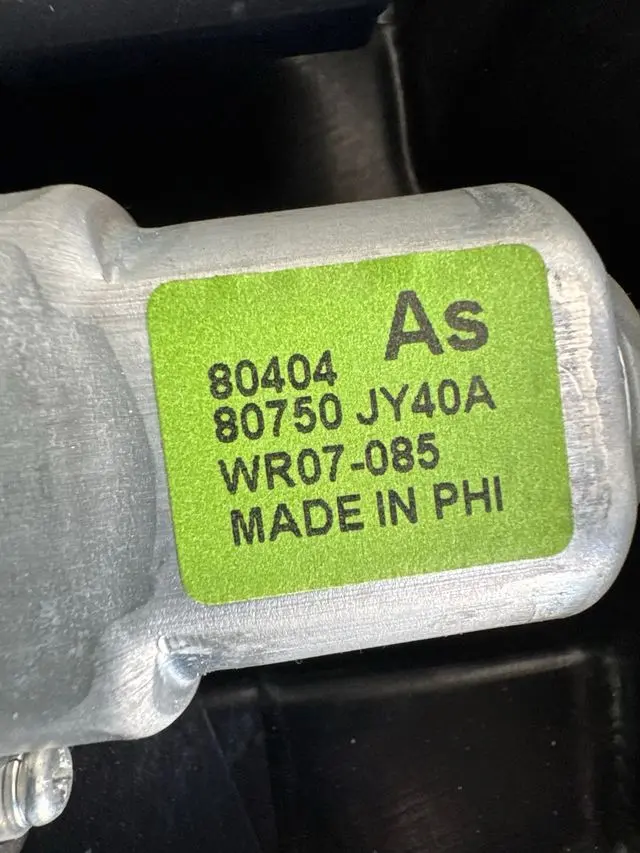 As
80404
80750 JY40A
WR07-085
MADE IN PHI